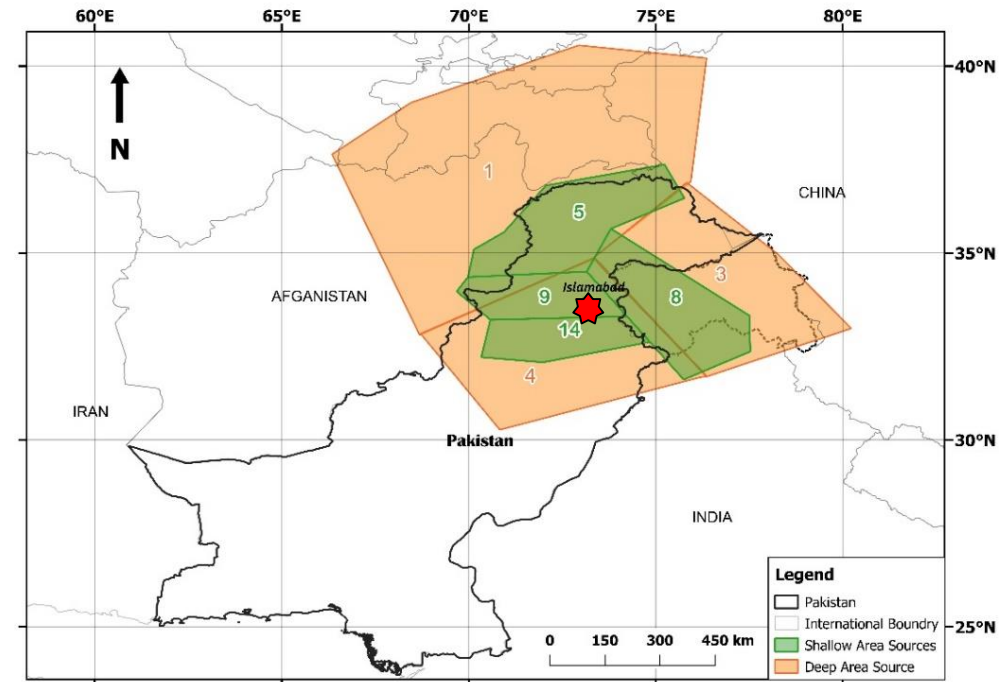 60°E 65°E 70°E 75°E 80°E
40°N
N
1
CHINA
5
35°N
3
Islamabad
AFGANISTAN
9
8
14
4
IRAN
Pakistan
30°N
INDIA
Legend
Pakistan
International Boundry
Shallow Area Sources
Deep Area Source
25°N
0 150 300 450 km